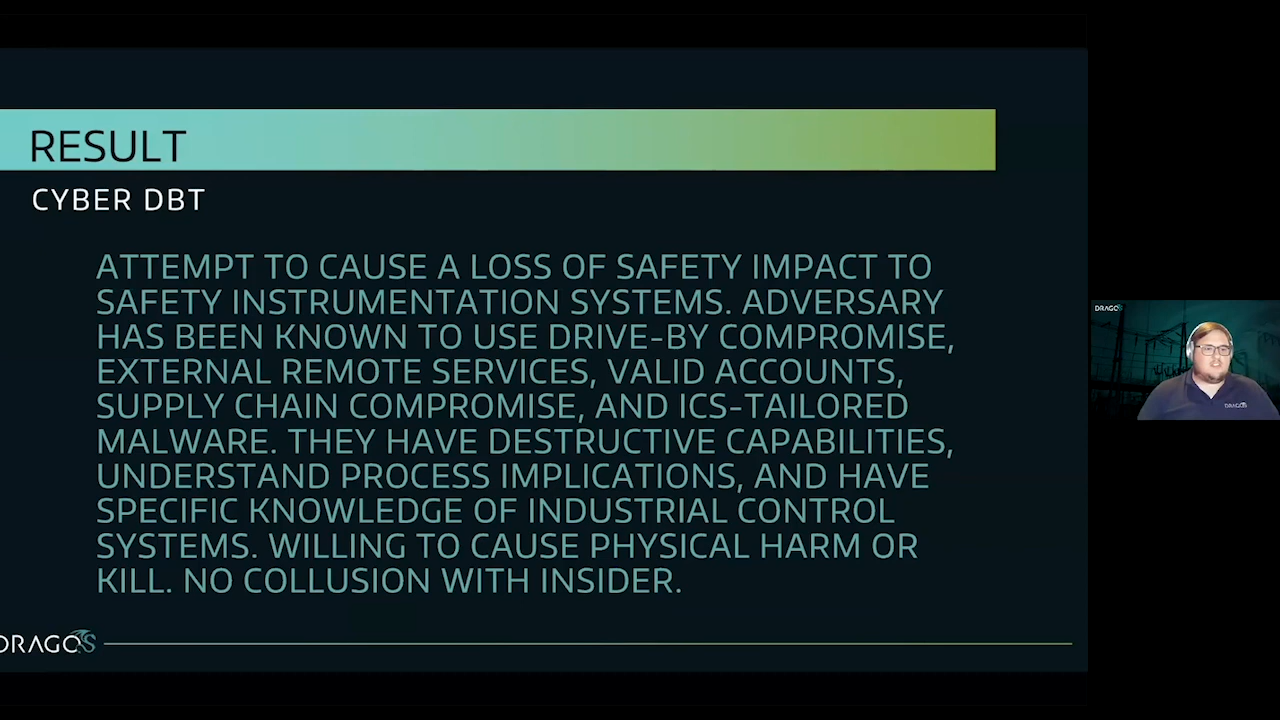 RESULT
CYBER DBT
ATTEMPT TO CAUSE A LOSS OF SAFETY IMPACT TO
SAFETY INSTRUMENTATION SYSTEMS. ADVERSARY
HAS BEEN KNOWN TO USE DRIVE-BY COMPROMISE,
EXTERNAL REMOTE SERVICES, VALID ACCOUNTS,
SUPPLY CHAIN COMPROMISE, AND ICS-TAILORED
MALWARE. THEY HAVE DESTRUCTIVE CAPABILITIES,
UNDERSTAND PROCESS IMPLICATIONS, AND HAVE
SPECIFIC KNOWLEDGE OF INDUSTRIAL CONTROL
SYSTEMS. WILLING TO CAUSE PHYSICAL HARM OR
KILL. NO COLLUSION WITH INSIDER.
DRAGOS
DRAGOS
DRAGOS